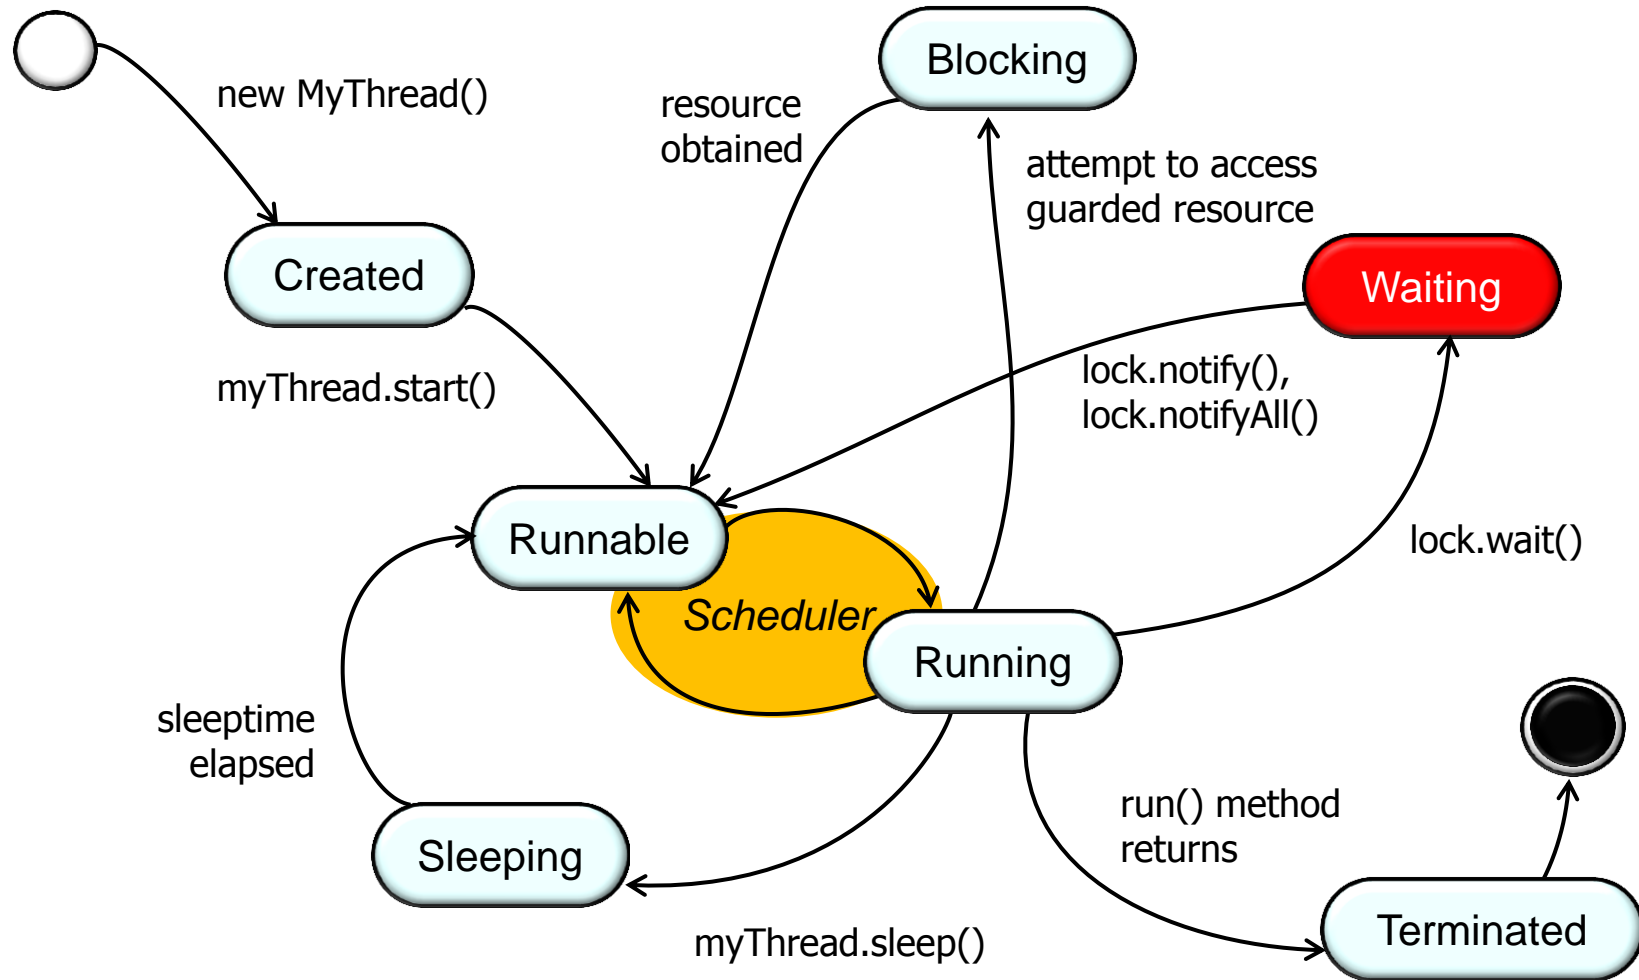 Blocking
new MyThread()
resource
obtained
attempt to access
guarded resource
Created
Waiting
myThread.start()
lock.notify(),
lock.notifyAll()
Runnable
lock.wait()
Scheduler
Running
sleeptime
elapsed
run() method
returns
Sleeping
Terminated
myThread.sleep()